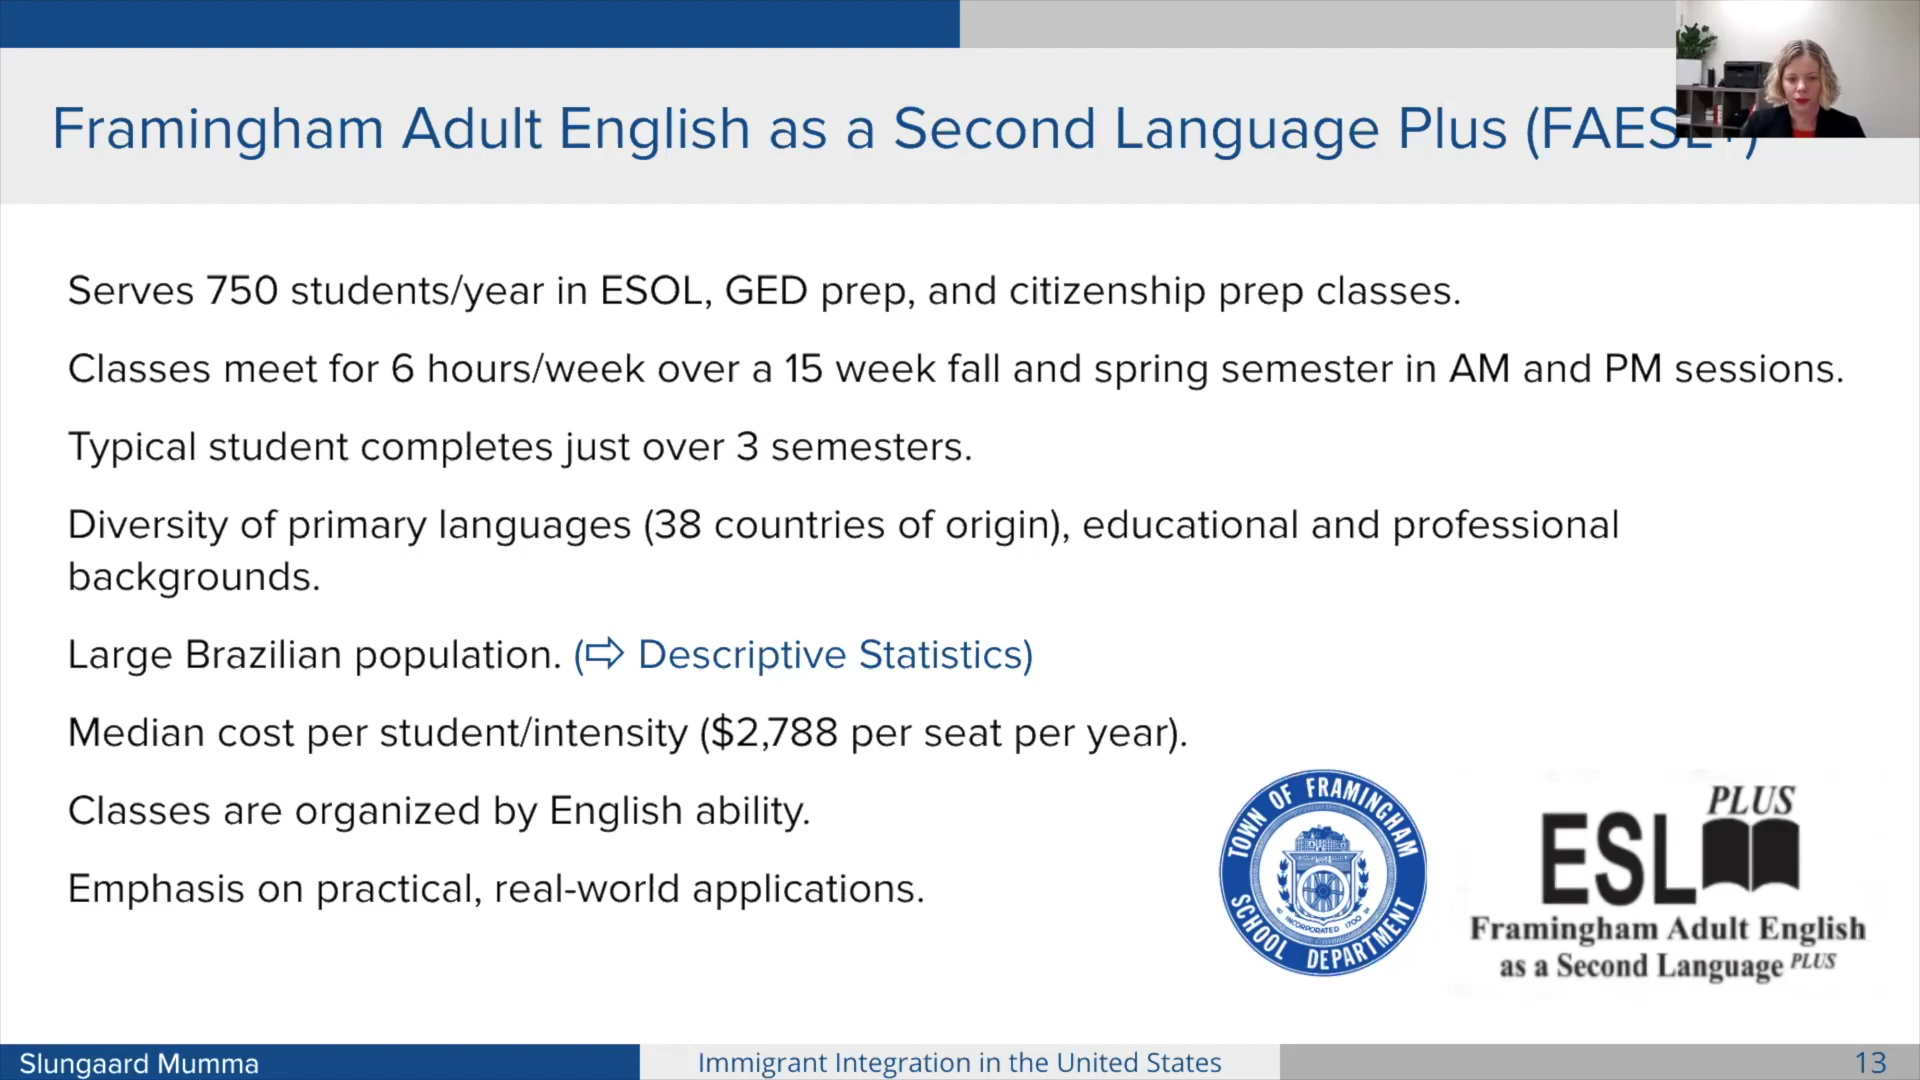 Framingham Adult English as a Second Language Plus (FAESL+)
Serves 750 students/year in ESOL, GED prep, and citizenship prep classes.
Classes meet for 6 hours/week over a 15 week fall and spring semester in AM and PM sessions.
Typical student completes just over 3 semesters.
Diversity of primary languages (38 countries of origin), educational and professional
backgrounds.
Large Brazilian population. (⇨ Descriptive Statistics)
Median cost per student/intensity ($2,788 per seat per year).
Classes are organized by English ability.
Emphasis on practical, real-world applications.
TOWN OF FRAMINGHAM
SCHOOL DEPARTMENT
INCORPORATED 1700
PLUS
ESL
Framingham Adult English
as a Second Language PLUS
Slungaard Mumma
Immigrant Integration in the United States
13